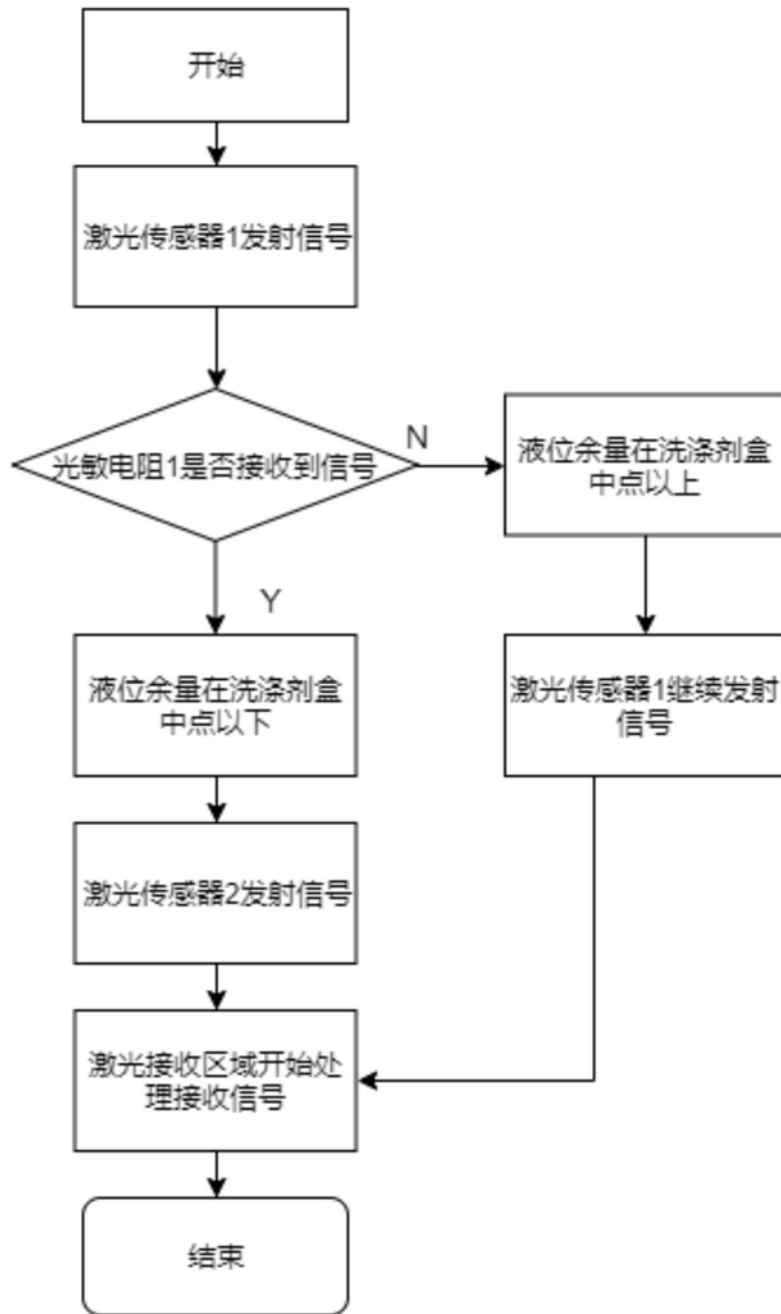 开始
激光传感器1发射信号
光敏电阻1是否接收到信号
N
液位余量在洗涤剂盒
中点以上
Y
液位余量在洗涤剂盒
中点以下
激光传感器1继续发射
信号
激光传感器2发射信号
激光接收区域开始处
理接收信号
结束